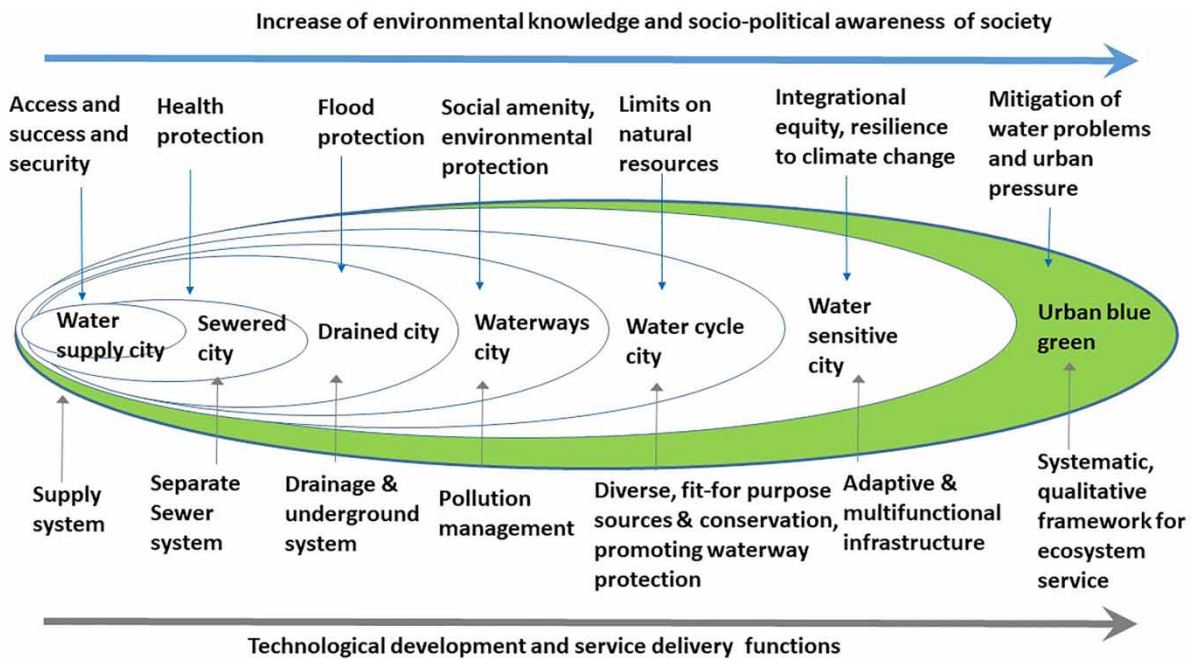 Increase of environmental knowledge and socio-political awareness of society
Access and
success and
security
Health
protection
Flood
protection
Social amenity,
environmental
protection
Limits on
natural
resources
Integrational
equity, resilience
to climate change
Mitigation of
water problems
and urban
pressure
Water
supply city
Sewered
city
Drained city
Waterways
city
Water cycle
city
Water
sensitive
city
Urban blue
green
Supply
system
Separate
Sewer
system
Drainage &
underground
system
Pollution
management
Diverse, fit-for purpose
sources & conservation,
promoting waterway
protection
Adaptive &
multifunctional
infrastructure
Systematic,
qualitative
framework for
ecosystem
service
Technological development and service delivery functions